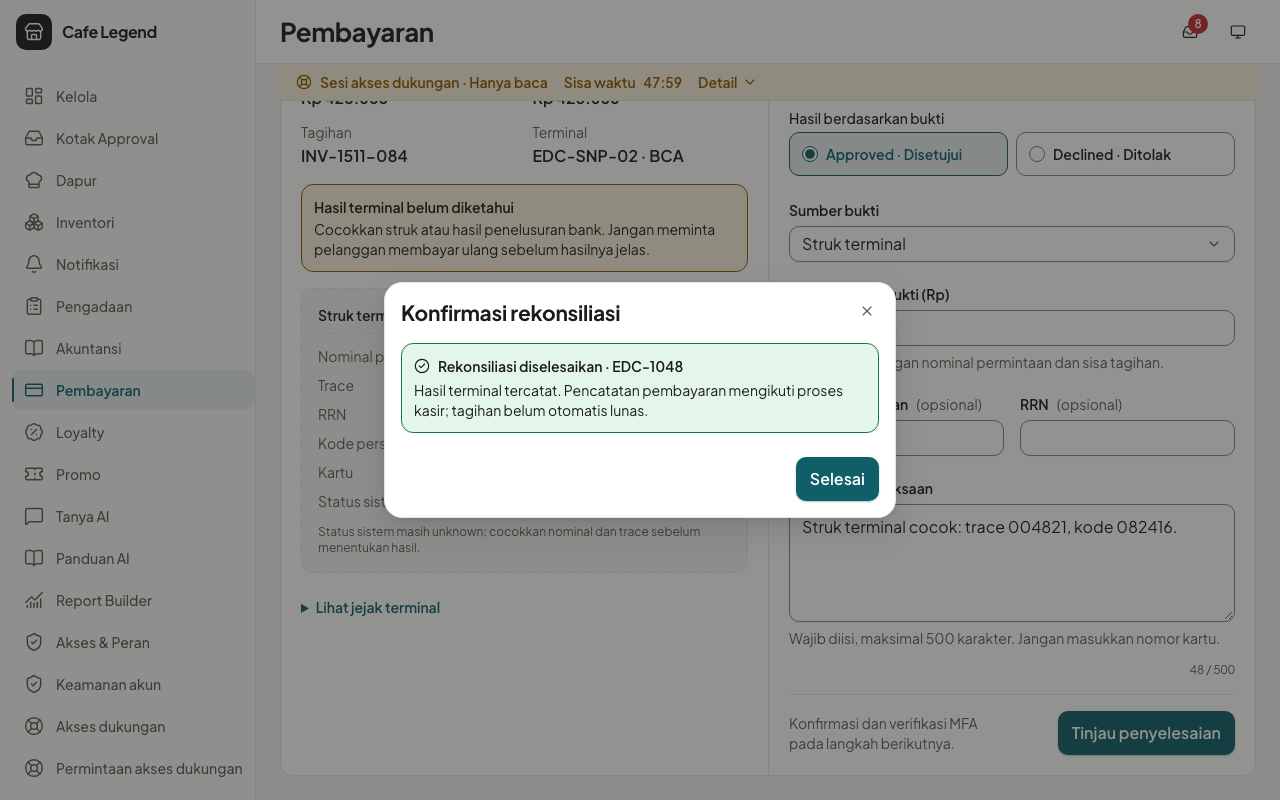 Cafe Legend
Pembayaran
8
Kelola
Kotak Approval
Dapur
Inventori
Notifikasi
Pengadaan
Akuntansi
Pembayaran
Loyalty
Promo
Tanya AI
Panduan AI
Report Builder
Akses & Peran
Keamanan akun
Akses dukungan
Permintaan akses dukungan
Sesi akses dukungan · Hanya baca
Sisa waktu 47:59
Detail
Tagihan
INV-1511-084
Terminal
EDC-SNP-02 · BCA
Hasil terminal belum diketahui
Cocokkan struk atau hasil penelusuran bank. Jangan meminta
pelanggan membayar ulang sebelum hasilnya jelas.
Struk
Nominal
Trace
RRN
Kode
Kartu
Status
Status sistem masih unknown; cocokkan nominal dan trace sebelum
menentukan hasil.
Lihat jejak terminal
Hasil berdasarkan bukti
Approved · Disetujui
Declined · Ditolak
Sumber bukti
Struk terminal
(Rp)
nominal permintaan dan sisa tagihan.
(opsional)
RRN (opsional)
Struk terminal cocok: trace 004821, kode 082416.
Wajib diisi, maksimal 500 karakter. Jangan masukkan nomor kartu.
48 / 500
Konfirmasi dan verifikasi MFA
pada langkah berikutnya.
Tinjau penyelesaian
Konfirmasi rekonsiliasi
Rekonsiliasi diselesaikan · EDC-1048
Hasil terminal tercatat. Pencatatan pembayaran mengikuti proses
kasir; tagihan belum otomatis lunas.
Selesai